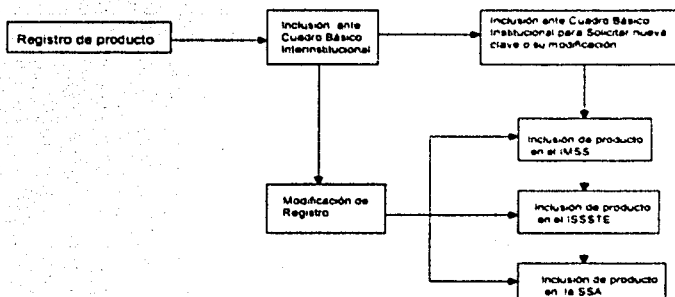 Registro de producto
Inclusión ante
Cuadro Básico
Interinstitucional
Inclusión ante Cuadro Básico
Institucional para Solicitar nueva
clave o su modificación
Inclusión de producto
en el IMSS
Modificación de
Registro
Inclusión de producto
en el ISSSTE
Inclusión de producto
en la SSA